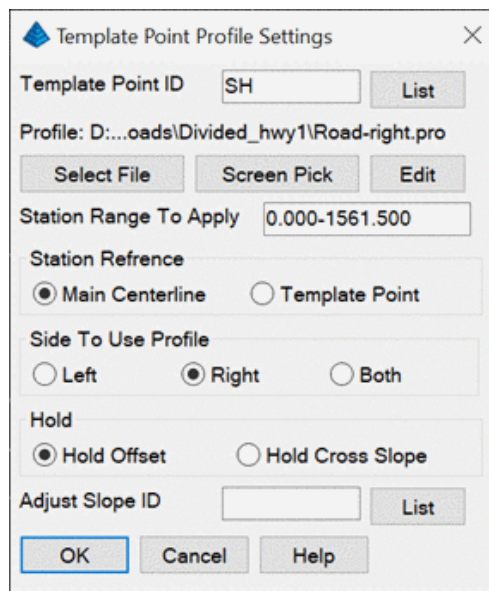 Template Point Profile Settings
Template Point ID SH List
Profile: D:...oads\Divided_hwy1\Road-right.pro
Select File Screen Pick Edit
Station Range To Apply 0.000-1561.500
Station Refrence
Main Centerline Template Point
Side To Use Profile
Left Right Both
Hold
Hold Offset Hold Cross Slope
Adjust Slope ID List
OK Cancel Help